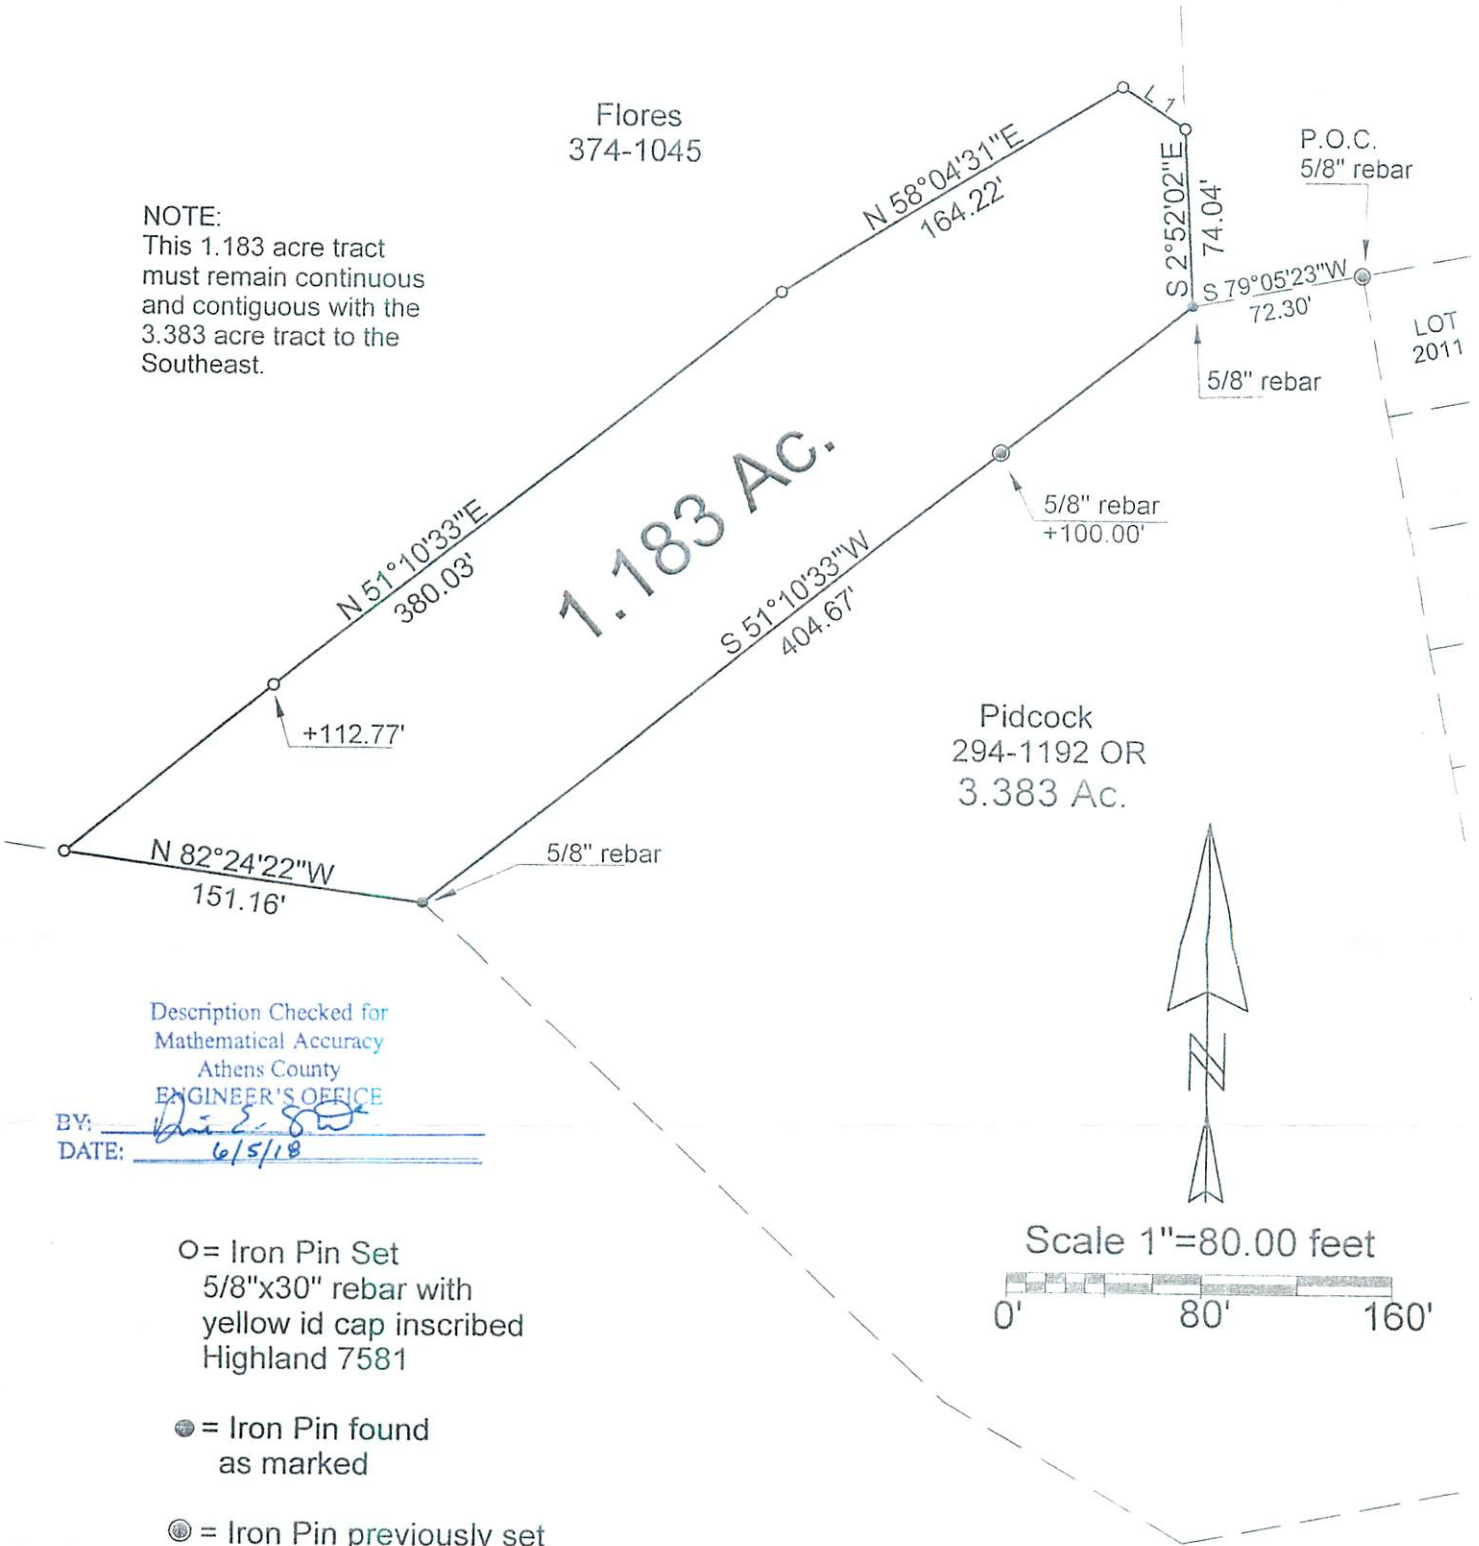 Flores
374-1045
NOTE:
This 1.183 acre tract
must remain continuous
and contiguous with the
3.383 acre tract to the
Southeast.
L 1
N 58°04'31"E
164.22'
S 2°52'02"E
74.04'
P.O.C.
5/8" rebar
S 79°05'23"W
72.30'
LOT
2011
5/8" rebar
1.183 Ac.
5/8" rebar
+100.00'
N 51°10'33"E
380.03'
S 51°10'33"W
404.67'
+112.77'
Pidcock
294-1192 OR
3.383 Ac.
N 82°24'22"W
151.16'
5/8" rebar
Description Checked for
Mathematical Accuracy
Athens County
ENGINEER'S OFFICE
BY:
DATE: 6/5/18
N
Scale 1"=80.00 feet
0' 80' 160'
O= Iron Pin Set
5/8"x30" rebar with
yellow id cap inscribed
Highland 7581
= Iron Pin found
as marked
= Iron Pin previously set